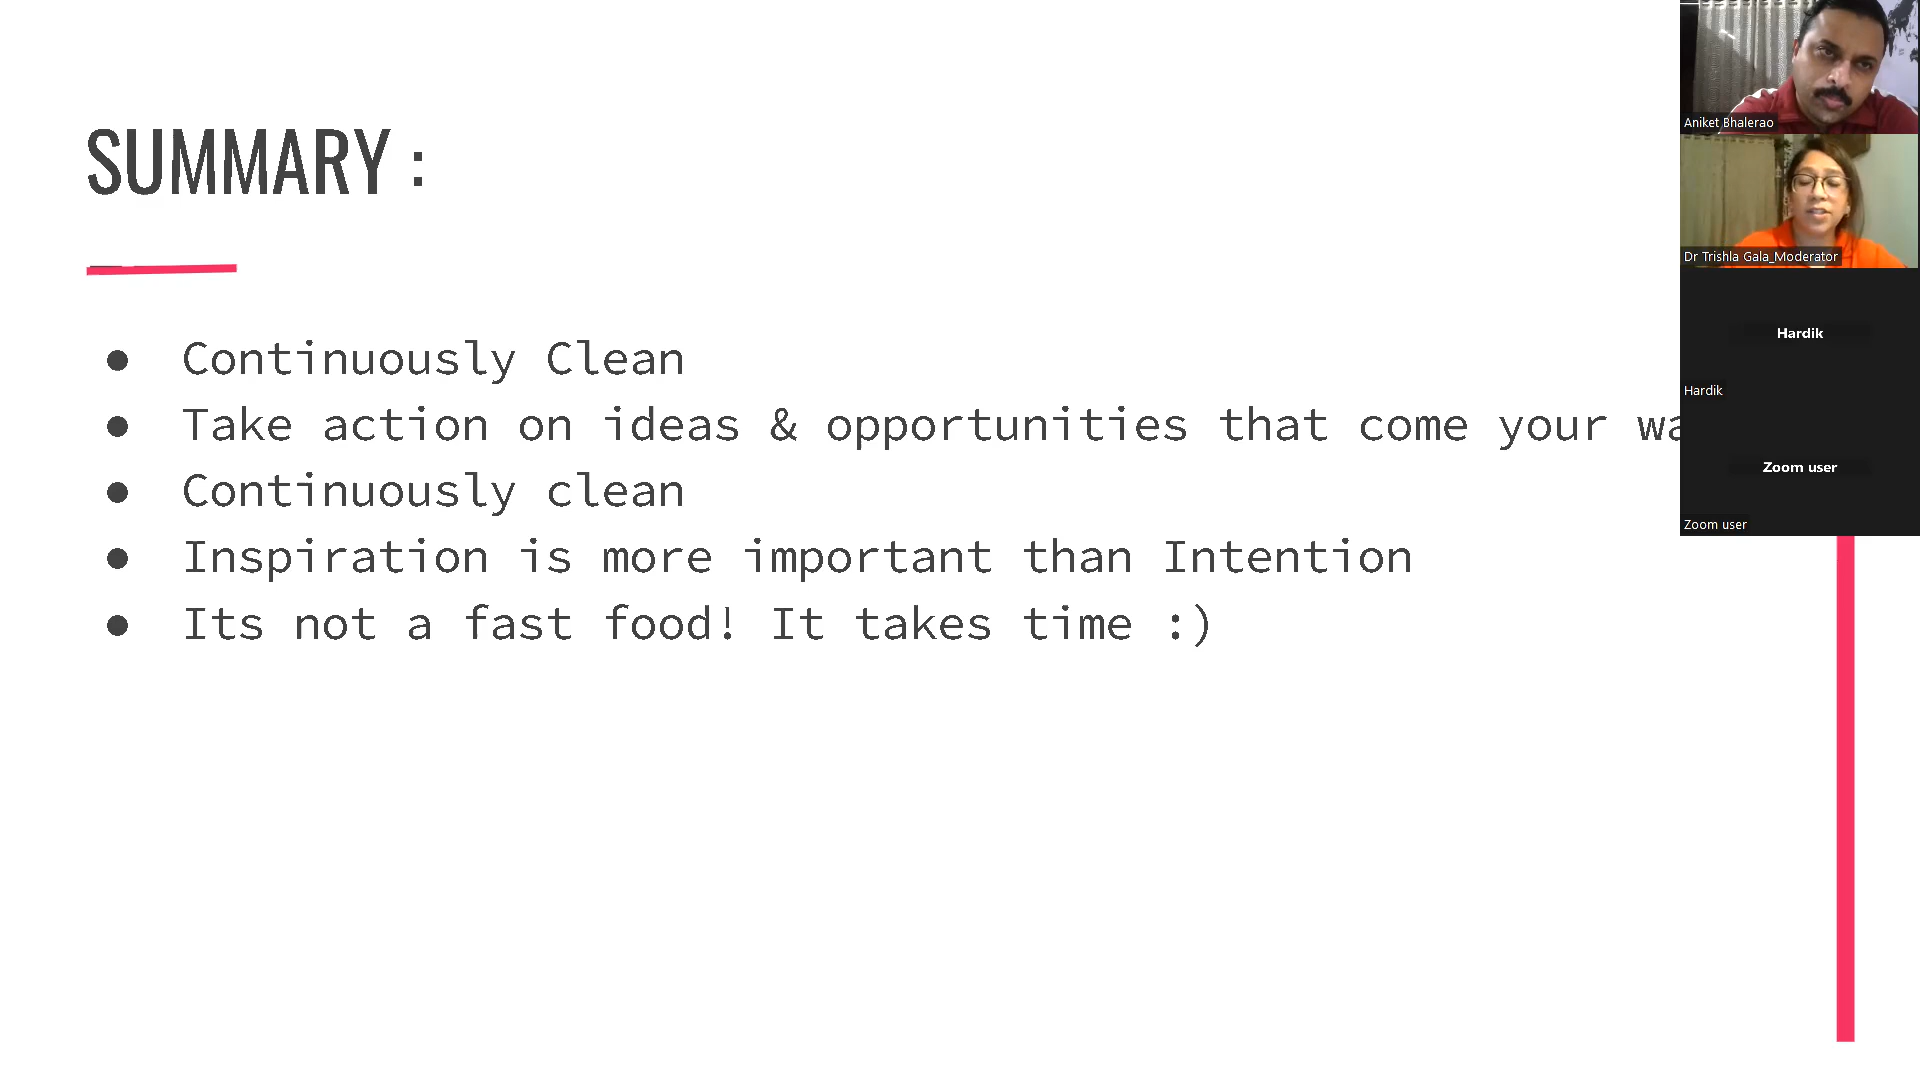 SUMMARY :
Continuously Clean
Take action on ideas & opportunities that come your
Continuously clean
Inspiration is more important than Intention
Its not a fast food! It takes time :)
Aniket Bhalerao
Dr Trishla Gala_Moderator
Hardik
Hardik
Zoom user
Zoom user